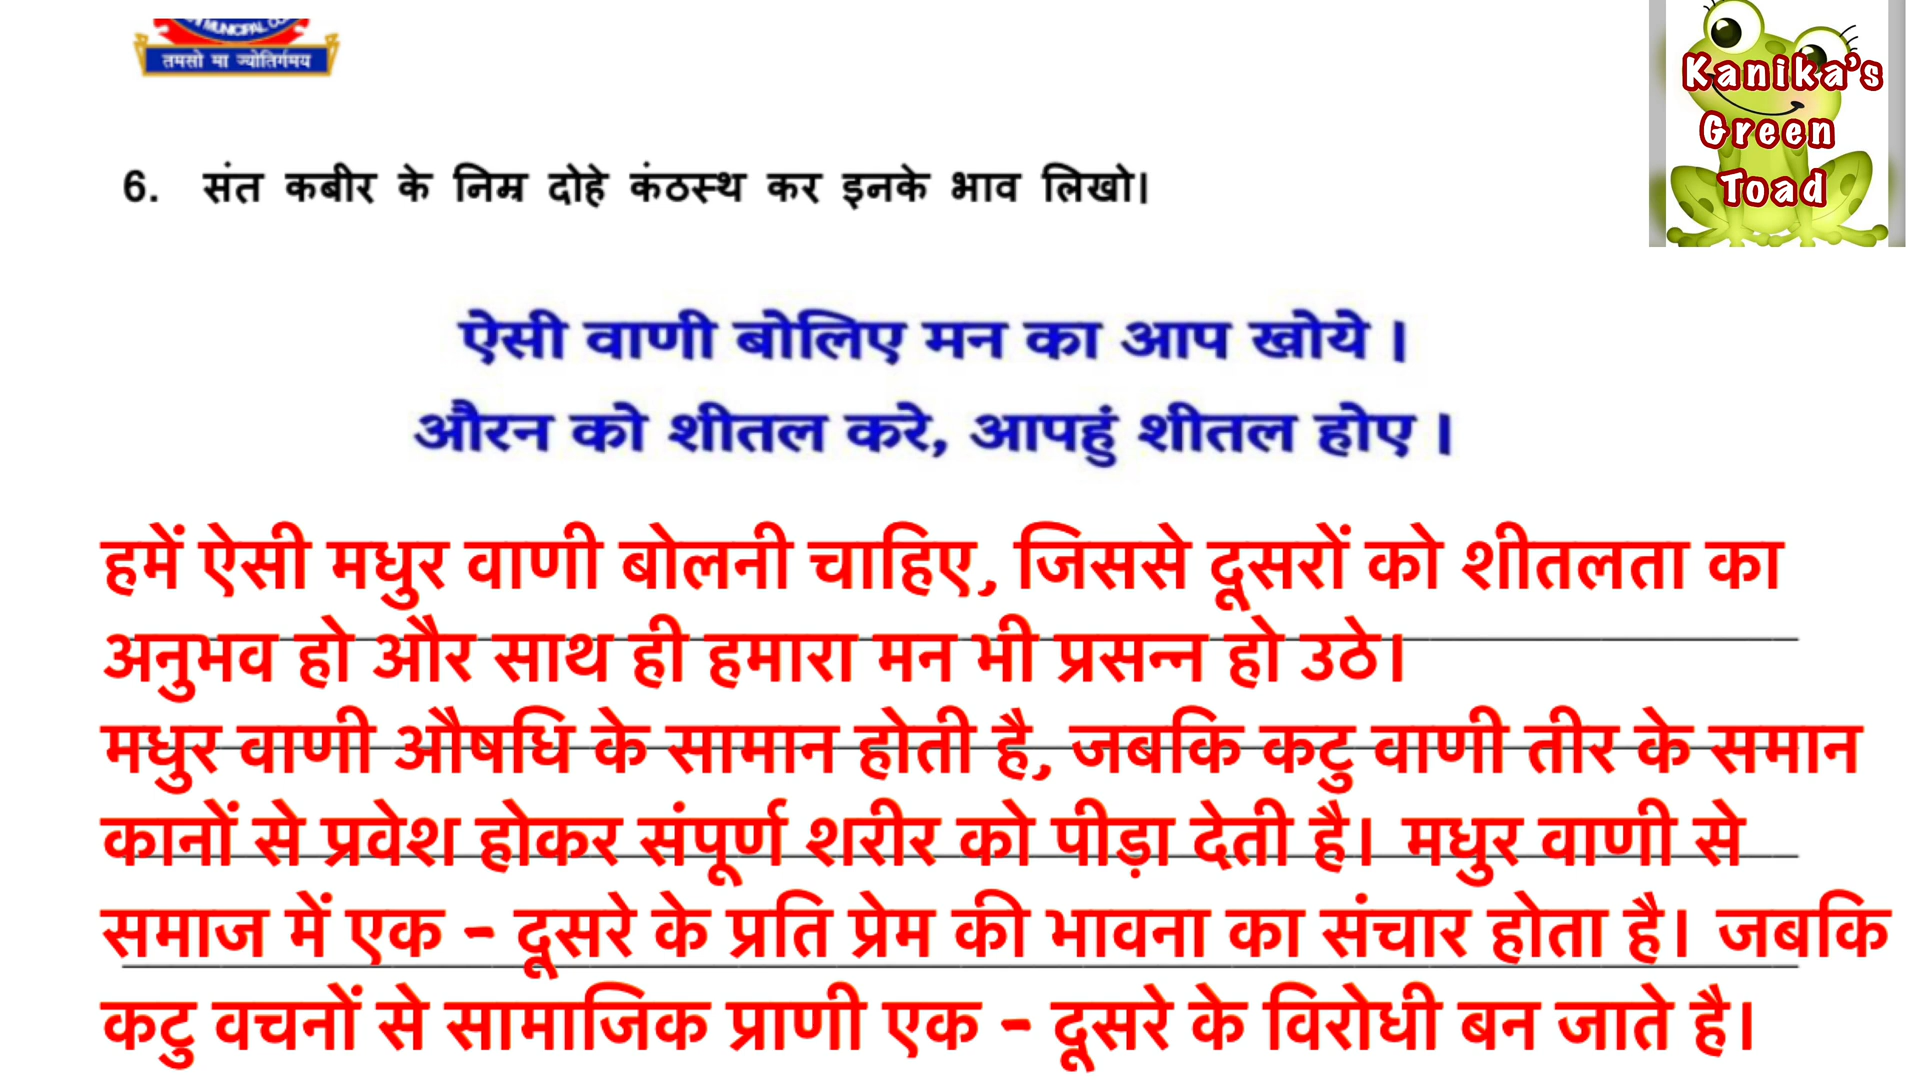 MUNICIPAL CO
तमसो मा ज्योतिर्गमय
Kanika's
Green
Toad
6. संत कबीर के निम्न दोहे कंठस्थ कर इनके भाव लिखो।
ऐसी वाणी बोलिए मन का आप खोये ।
औरन को शीतल करे, आपहुं शीतल होए ।
हमें ऐसी मधुर वाणी बोलनी चाहिए, जिससे दूसरों को शीतलता का
अनुभव हो और साथ ही हमारा मन भी प्रसन्न हो उठे।
मधुर वाणी औषधि के सामान होती है, जबकि कटु वाणी तीर के समान
कानों से प्रवेश होकर संपूर्ण शरीर को पीड़ा देती है। मधुर वाणी से
समाज में एक - दूसरे के प्रति प्रेम की भावना का संचार होता है। जबकि
कटु वचनों से सामाजिक प्राणी एक - दूसरे के विरोधी बन जाते है।